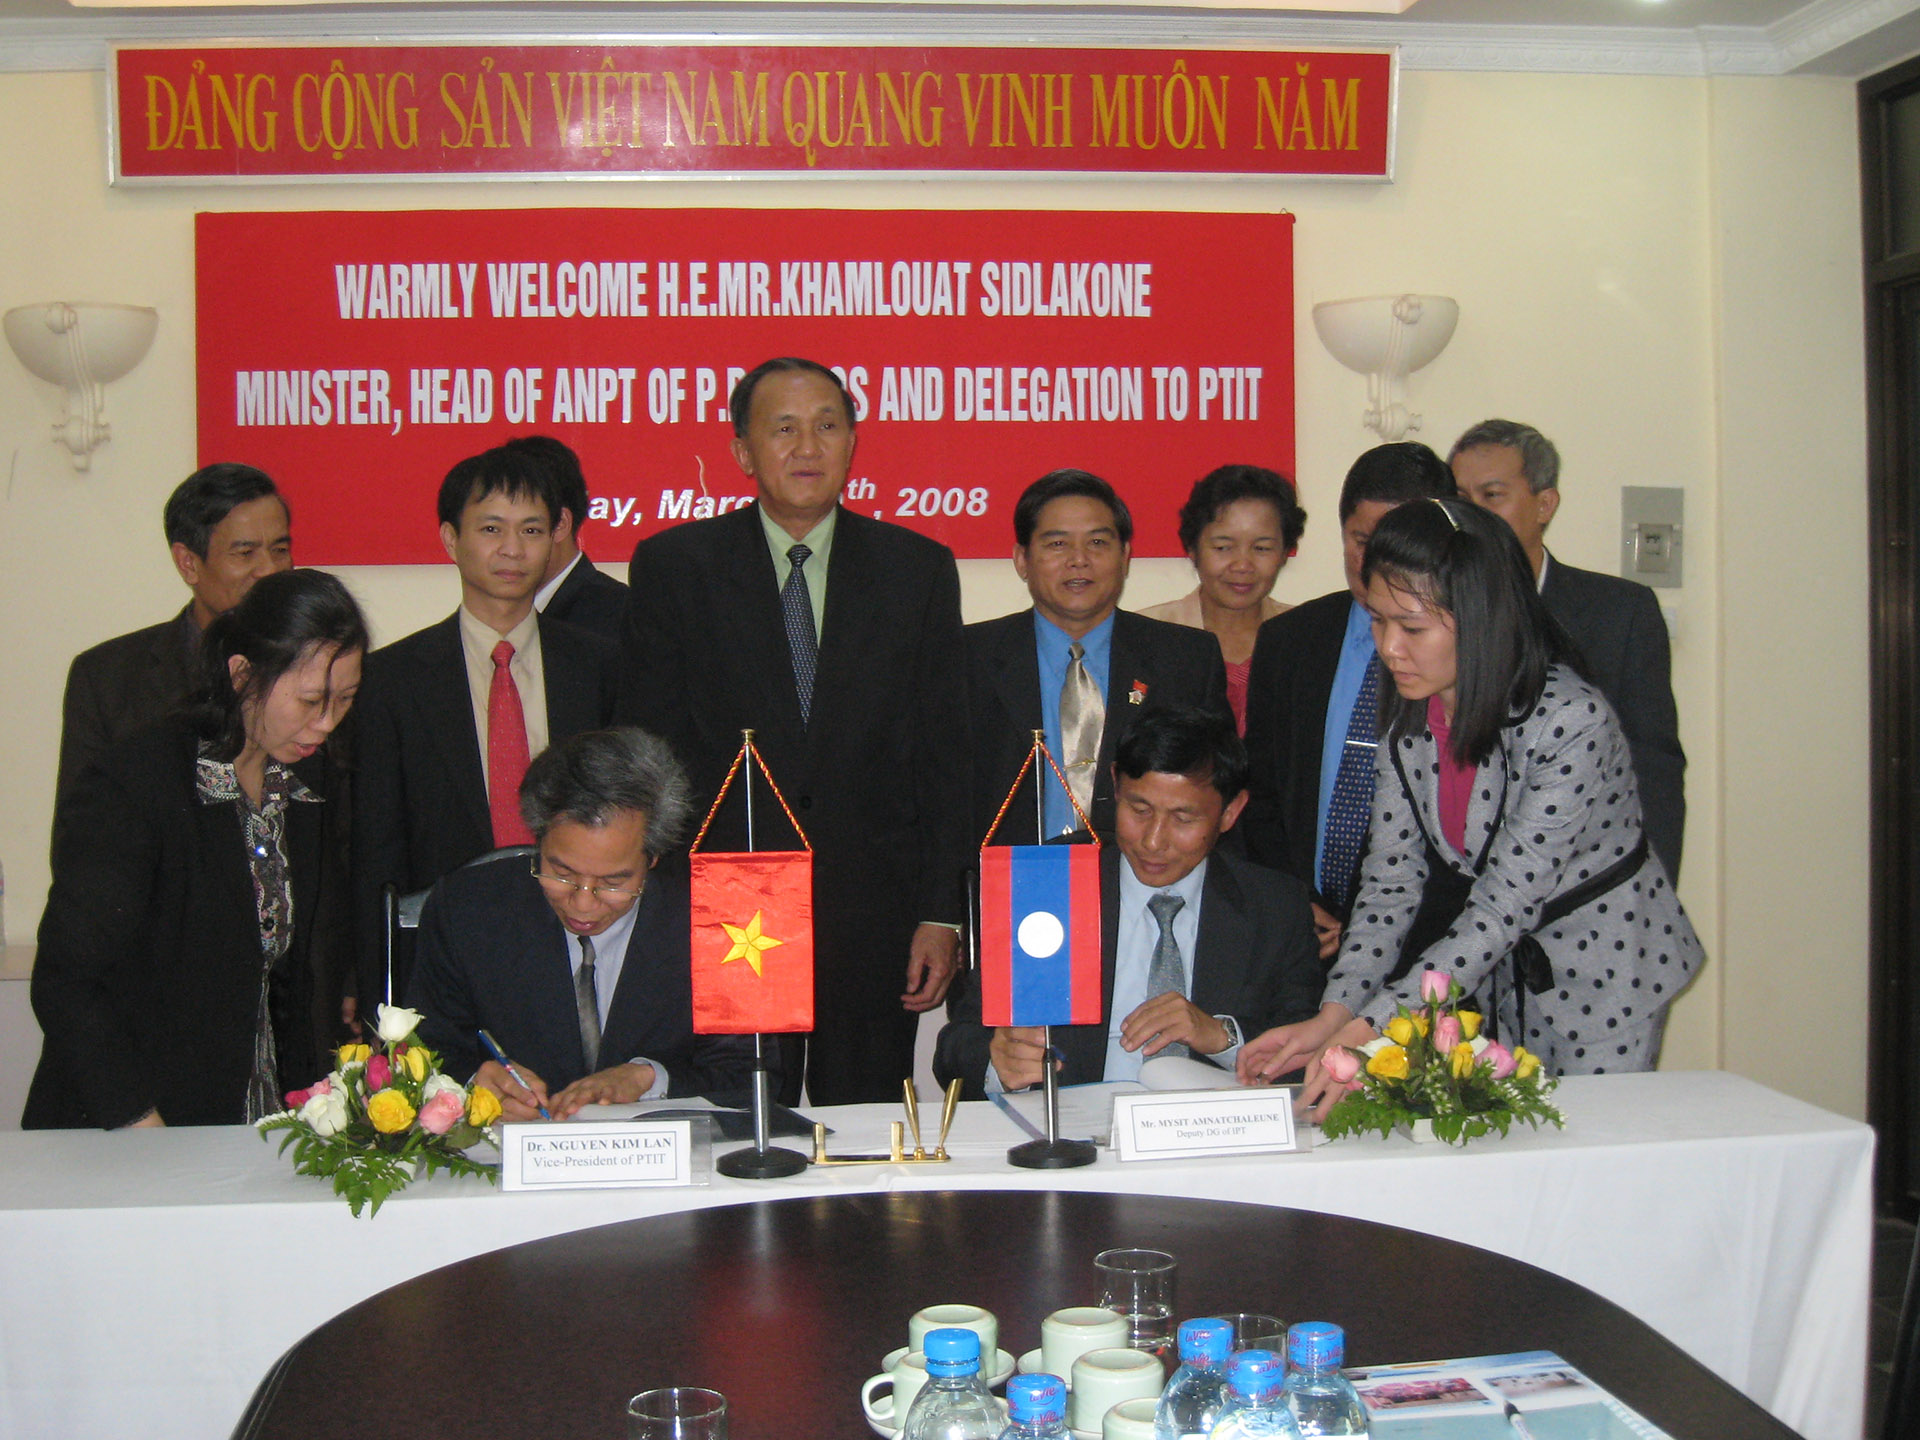 ĐẢNG CỘNG SẢN VIỆT NAM QUANG VINH MUÔN NĂM
WARMLY WELCOME H.E.MR.KHAMLOUAT SIDLAKONE
MINISTER, HEAD OF ANPT OF AND DELEGATION TO PTIT
2008
Dr. NGUYEN KIM LAN
Vice-President of PTIT
Mr. MYSIT AMNATCHALEUNE
Deputy DG of IPT